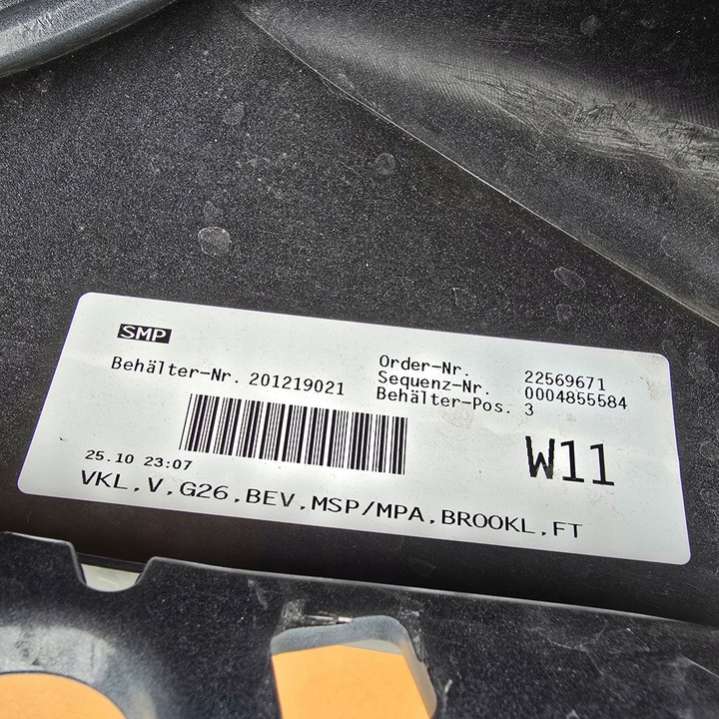 SMP
Behälter-Nr. 201219021
Order-Nr. 22569671
Sequenz-Nr. 0004855584
Behälter-Pos. 3
W11
25.10 23:07
VKL.V.G26.BEV.MSP/MPA.BROOKL.FT